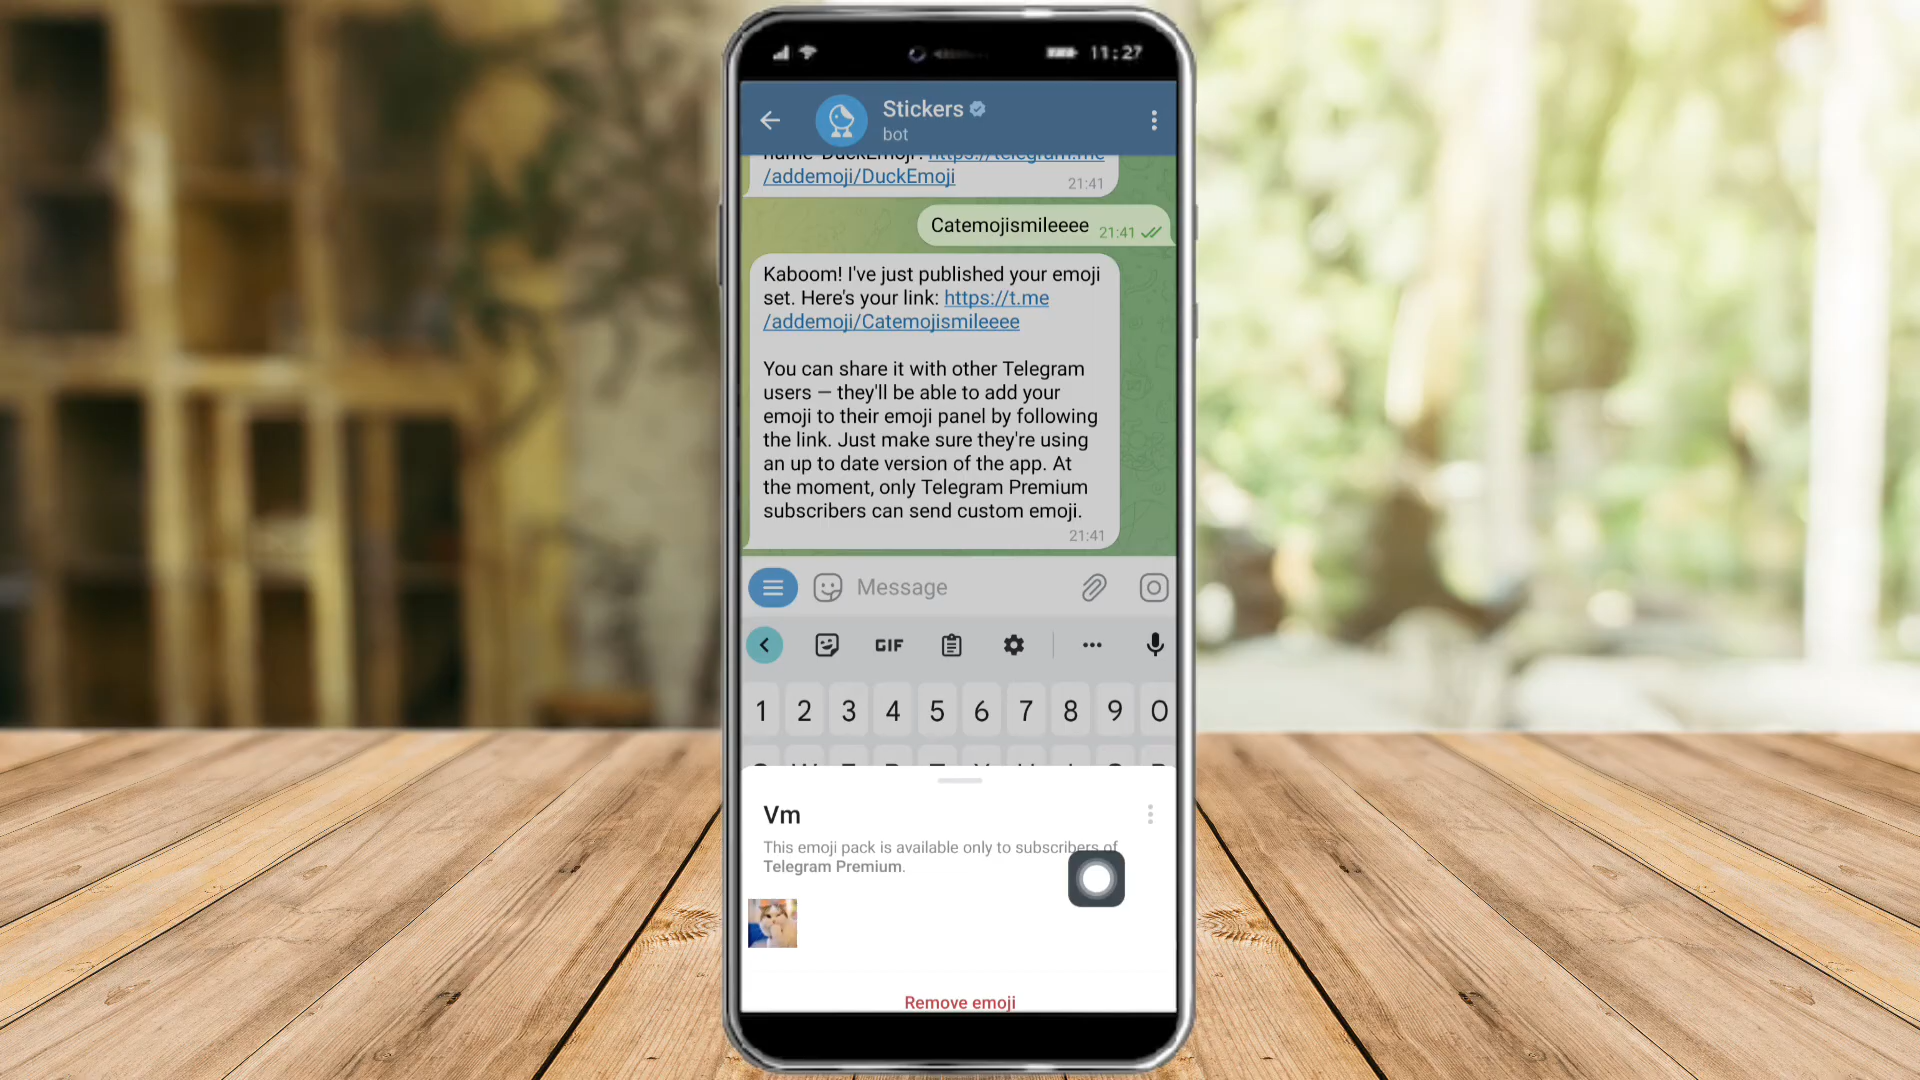 11:27
Stickers
bot
name 'DuckEmoji': https://telegram.me
/addemoji/DuckEmoji
21:41
Catemojismileeee 21:41
Kaboom! I've just published your emoji
set. Here's your link: https://t.me
/addemoji/Catemojismileeee
You can share it with other Telegram
users — they'll be able to add your
emoji to their emoji panel by following
the link. Just make sure they're using
an up to date version of the app. At
the moment, only Telegram Premium
subscribers can send custom emoji.
21:41
Message
GIF
1 2 3 4 5 6 7 8 9 0
Vm
This emoji pack is available only to subscribers of
Telegram Premium.
Remove emoji